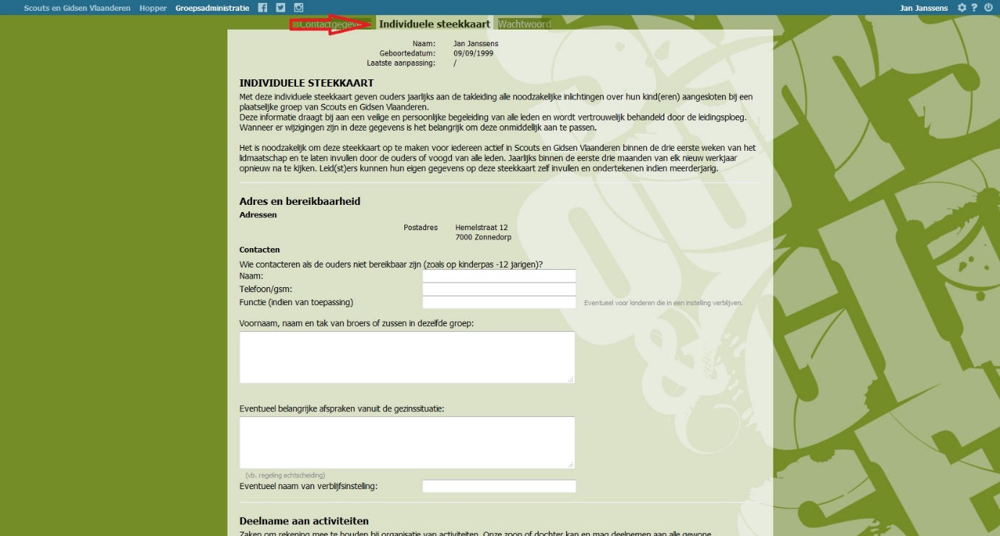 Scouts en Gidsen Vlaanderen Hopper Groepsadministratie Jan Janssens ?
Contactgegevens Individuele steekkaart Wachtwoord
Naam: Jan Janssens
Geboortedatum: 09/09/1999
Laatste aanpassing: /
INDIVIDUELE STEEKKAART
Met deze individuele steekkaart geven ouders jaarlijks aan de takleiding alle noodzakelijke inlichtingen over hun kind(eren) aangesloten bij een
plaatselijke groep van Scouts en Gidsen Vlaanderen.
Deze informatie draagt bij aan een veilige en persoonlijke begeleiding van alle leden en wordt vertrouwelijk behandeld door de leidingsploeg.
Wanneer er wijzigingen zijn in deze gegevens is het belangrijk om deze onmiddellijk aan te passen.
Het is noodzakelijk om deze steekkaart op te maken voor iedereen actief in Scouts en Gidsen Vlaanderen binnen de drie eerste weken van het
lidmaatschap en te laten invullen door de ouders of voogd van alle leden. Jaarlijks binnen de eerste drie maanden van elk nieuw werkjaar
opnieuw na te kijken. Leid(st)ers kunnen hun eigen gegevens op deze steekkaart zelf invullen en ondertekenen indien meerderjarig.
Adres en bereikbaarheid
Adressen
Postadres Hemelstraat 12
7000 Zonnedorp
Contacten
Wie contacteren als de ouders niet bereikbaar zijn (zoals op kinderpas -12 jarigen)?
Naam:
Telefoon/gsm:
Functie (indien van toepassing) Eventueel voor kinderen die in een instelling verblijven.
Voornaam, naam en tak van broers of zussen in dezelfde groep:
Eventueel belangrijke afspraken vanuit de gezinssituatie:
(vb. regeling echtscheiding)
Eventueel naam van verblijfsinstelling:
Deelname aan activiteiten
Zaken om rekening mee te houden bij organisatie van activiteiten. Onze zoon of dochter kan en mag deelnemen aan alle gewone